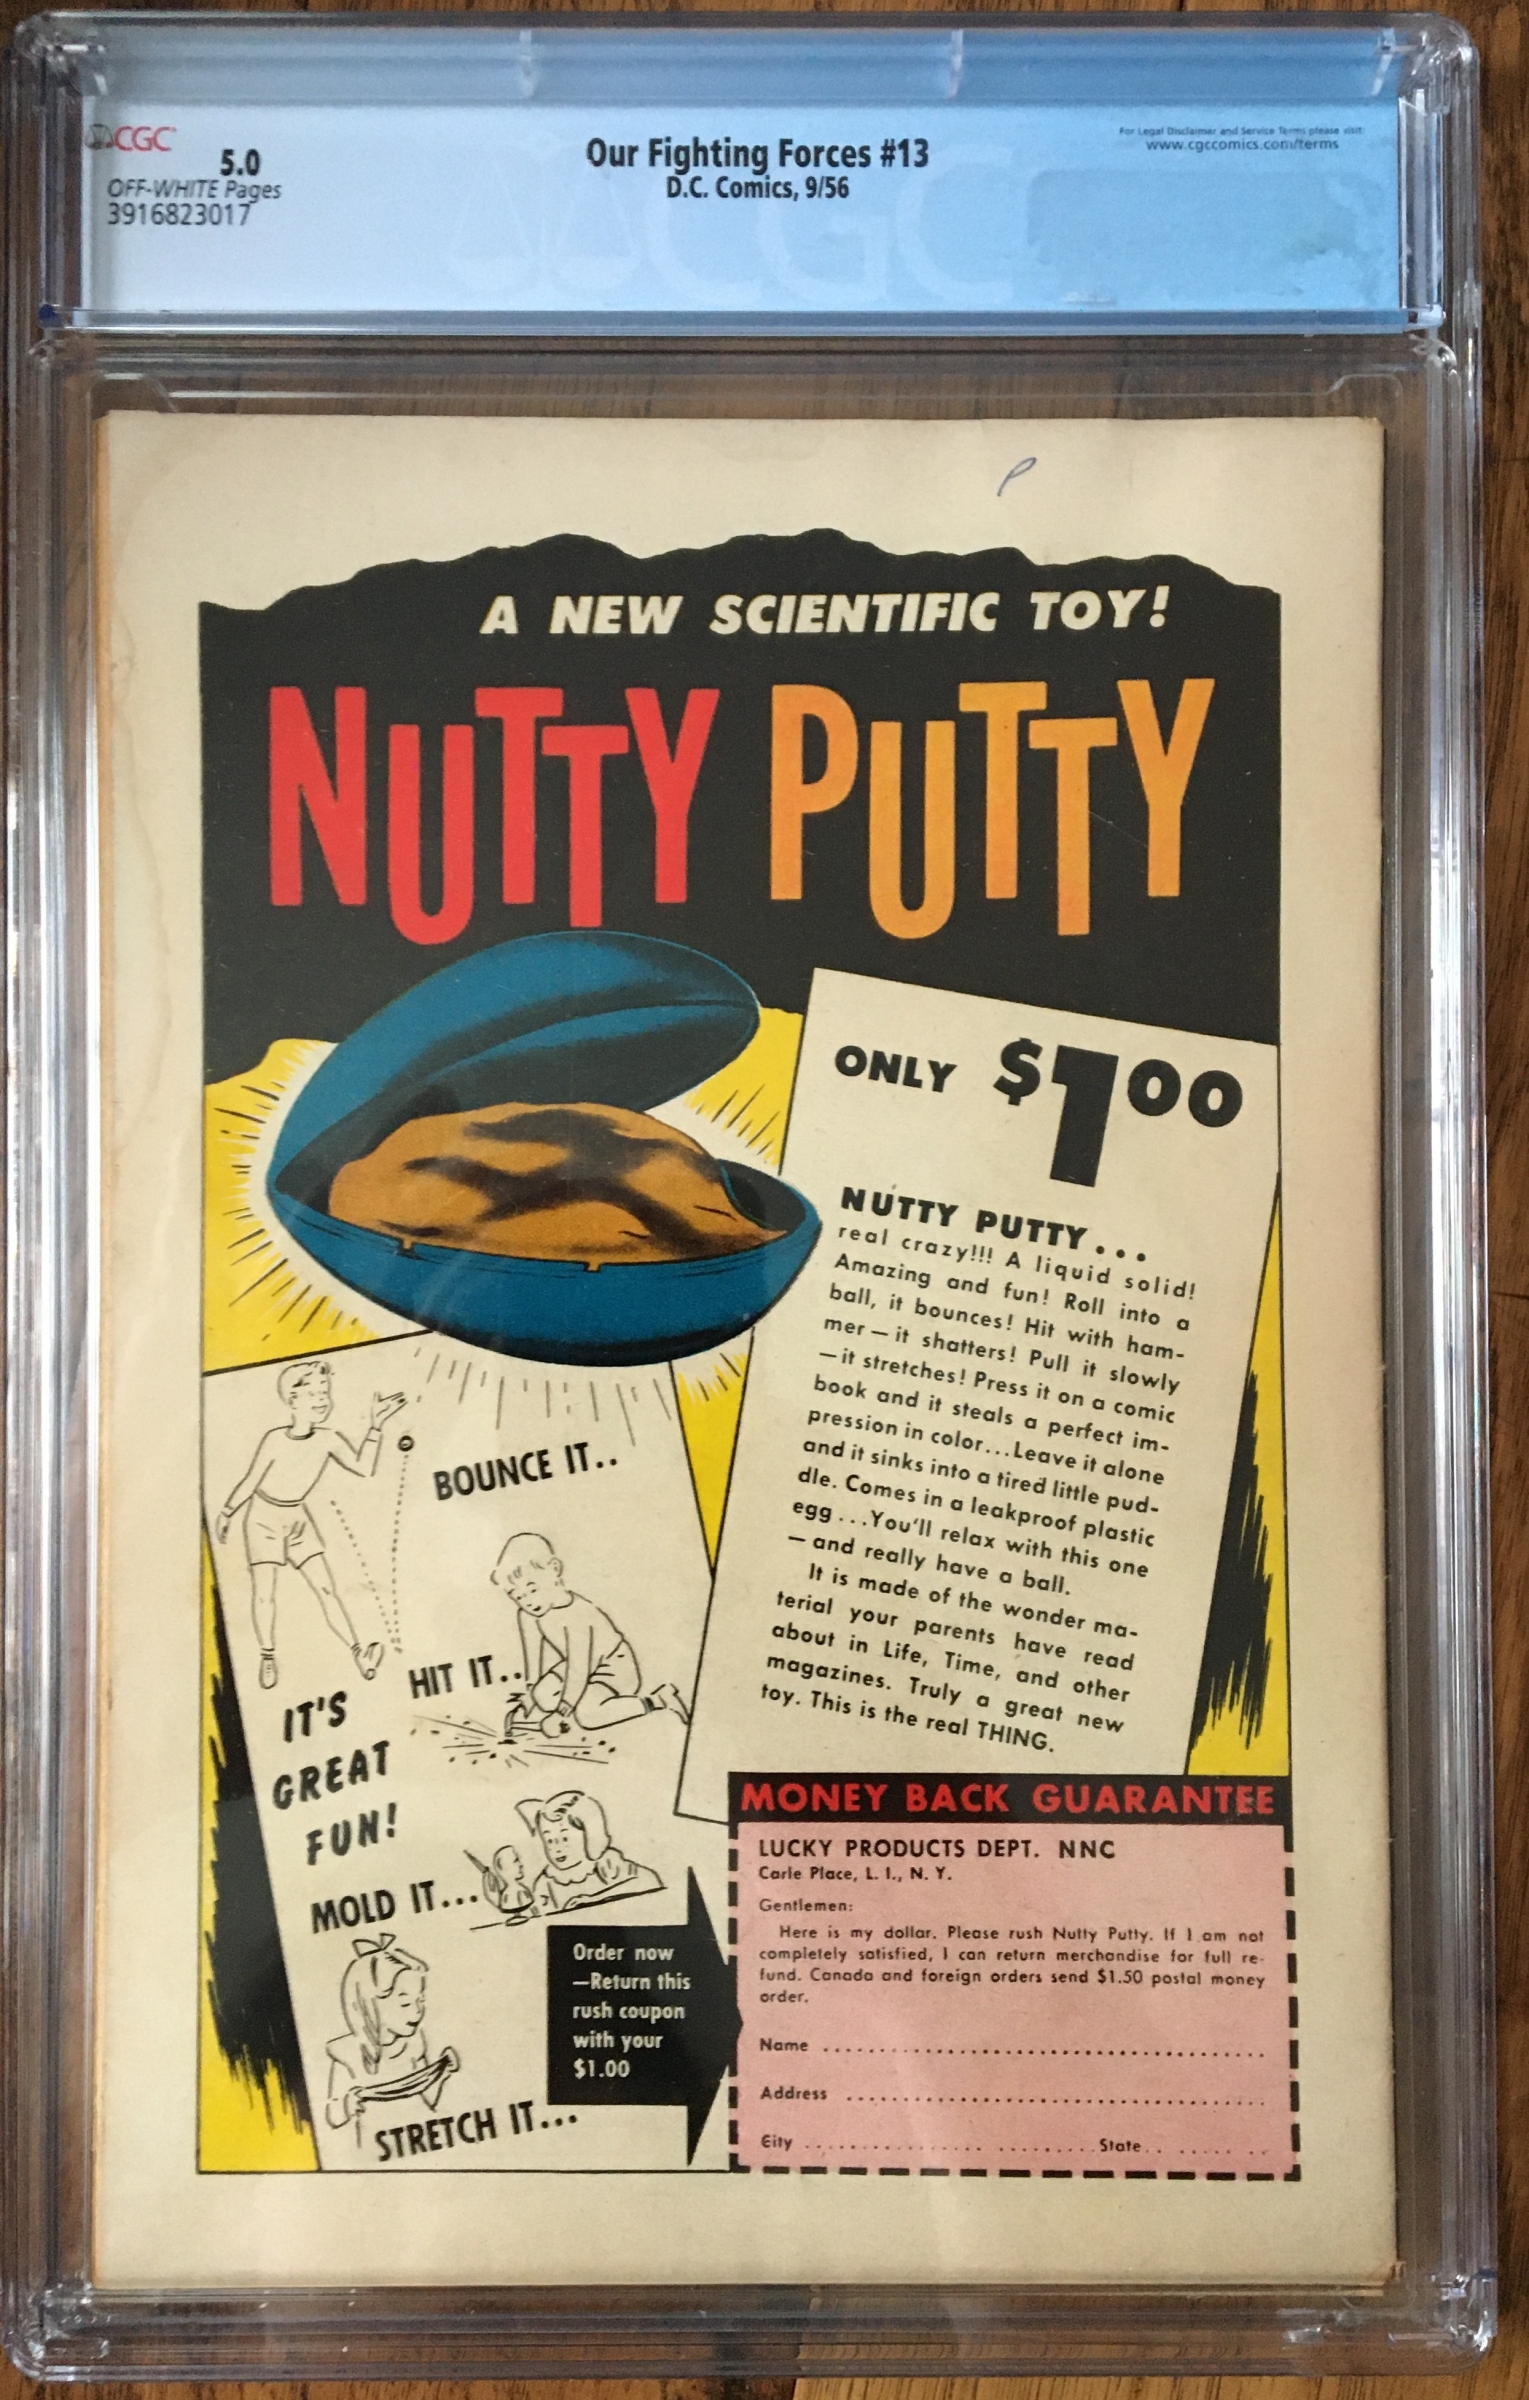 CGC
5.0
OFF-WHITE Pages
3916823017
Our Fighting Forces #13
D.C. Comics, 9/56
For Legal Disclaimer and Service Terms please visit:
www.cgccomics.com/terms
P
A NEW SCIENTIFIC TOY!
NUTTY PUTTY
ONLY $1.00
NUTTY PUTTY...
real crazy!!! A liquid solid!
Amazing and fun! Roll into a
ball, it bounces! Hit with ham-
mer — it shatters! Pull it slowly
— it stretches! Press it on a comic
book and it steals a perfect im-
pression in color...Leave it alone
and it sinks into a tired little pud-
dle. Comes in a leakproof plastic
egg...You'll relax with this one
— and really have a ball.
It is made of the wonder ma-
terial your parents have read
about in Life, Time, and other
magazines. Truly a great new
toy. This is the real THING.
BOUNCE IT..
HIT IT..
IT'S
GREAT
FUN!
MOLD IT...
STRETCH IT...
Order now
—Return this
rush coupon
with your
$1.00
MONEY BACK GUARANTEE
LUCKY PRODUCTS DEPT. NNC
Carle Place, L. I., N. Y.
Gentlemen:
Here is my dollar. Please rush Nutty Putty. If I am not
completely satisfied, I can return merchandise for full re-
fund. Canada and foreign orders send $1.50 postal money
order.
Name
Address
City State